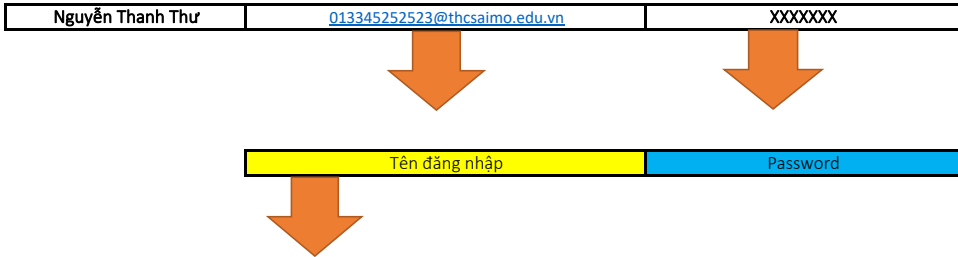 Nguyễn Thanh Thư 013345252523@thcsaimo.edu.vn XXXXXXX
Tên đăng nhập Password